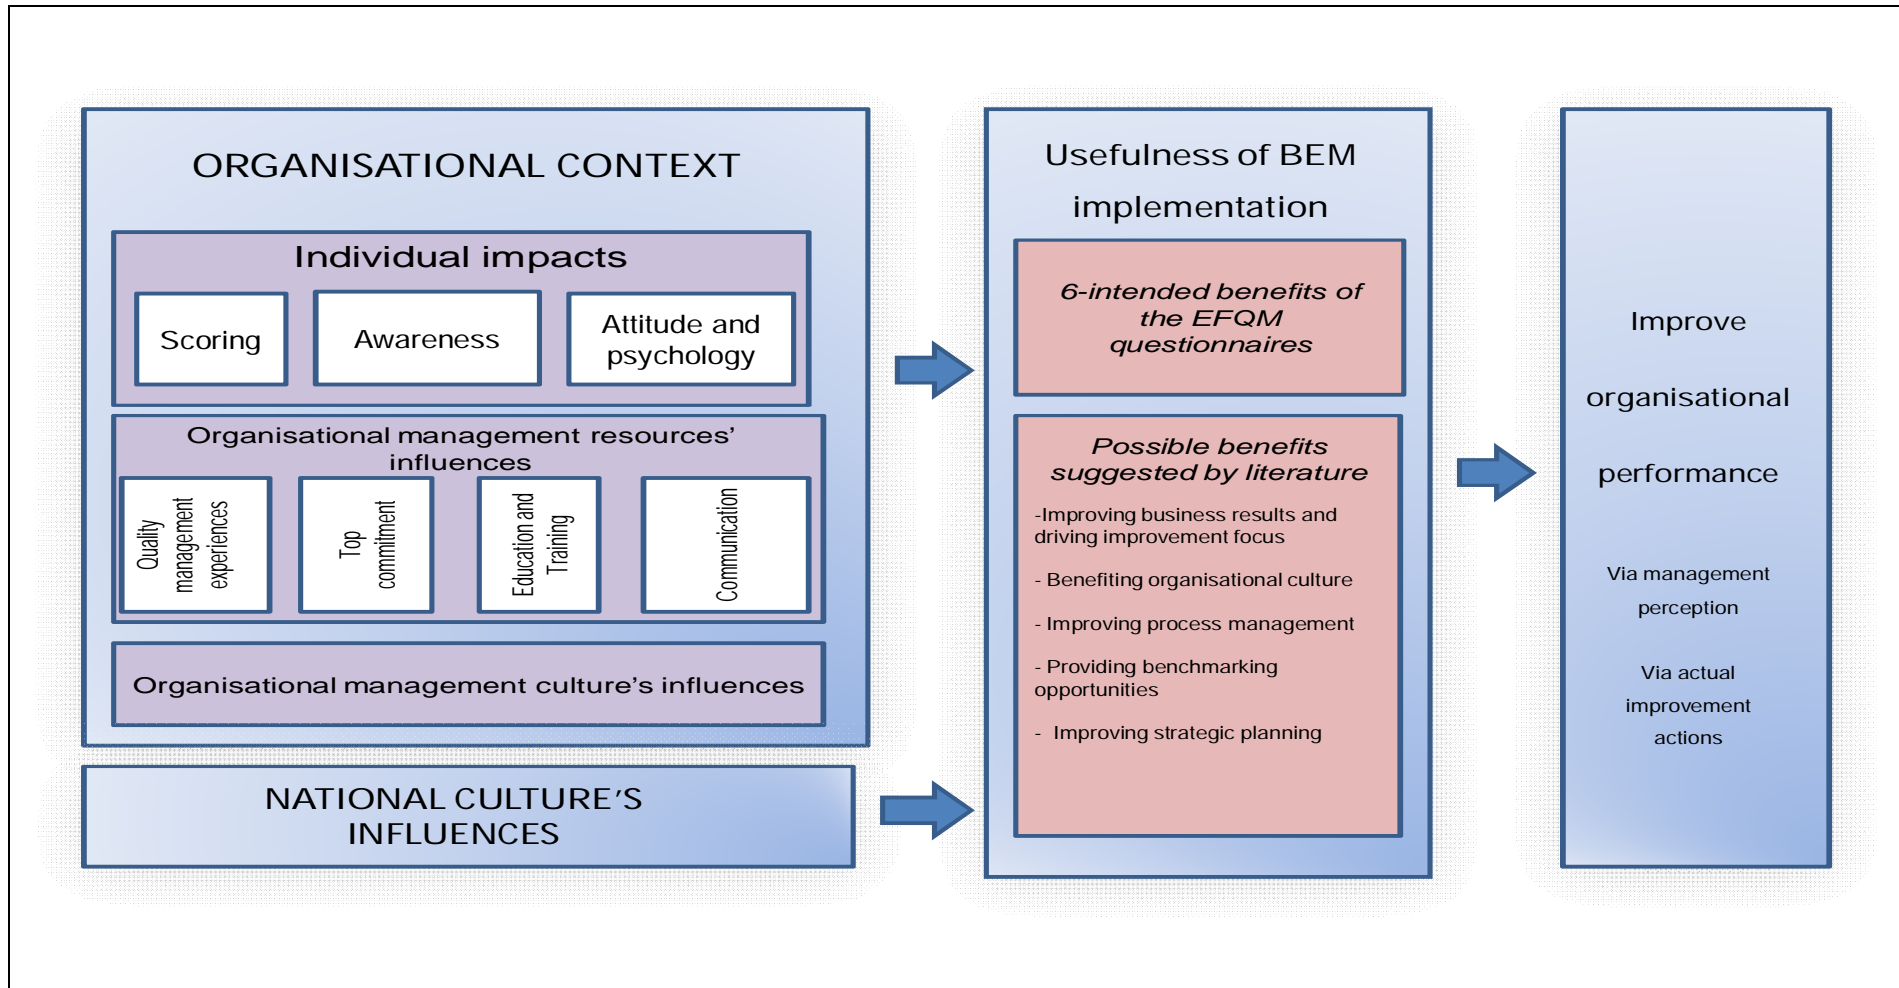 ORGANISATIONAL CONTEXT
Individual impacts
Scoring
Awareness
Attitude and
psychology
Organisational management resources'
influences
Quality
management
experiences
Top
commitment
Education and
Training
Communication
Organisational management culture's influences
NATIONAL CULTURE'S
INFLUENCES
Usefulness of BEM
implementation
6-intended benefits of
the EFQM
questionnaires
Possible benefits
suggested by literature
-Improving business results and
driving improvement focus
- Benefiting organisational culture
- Improving process management
- Providing benchmarking
opportunities
- Improving strategic planning
Improve
organisational
performance
Via management
perception
Via actual
improvement
actions